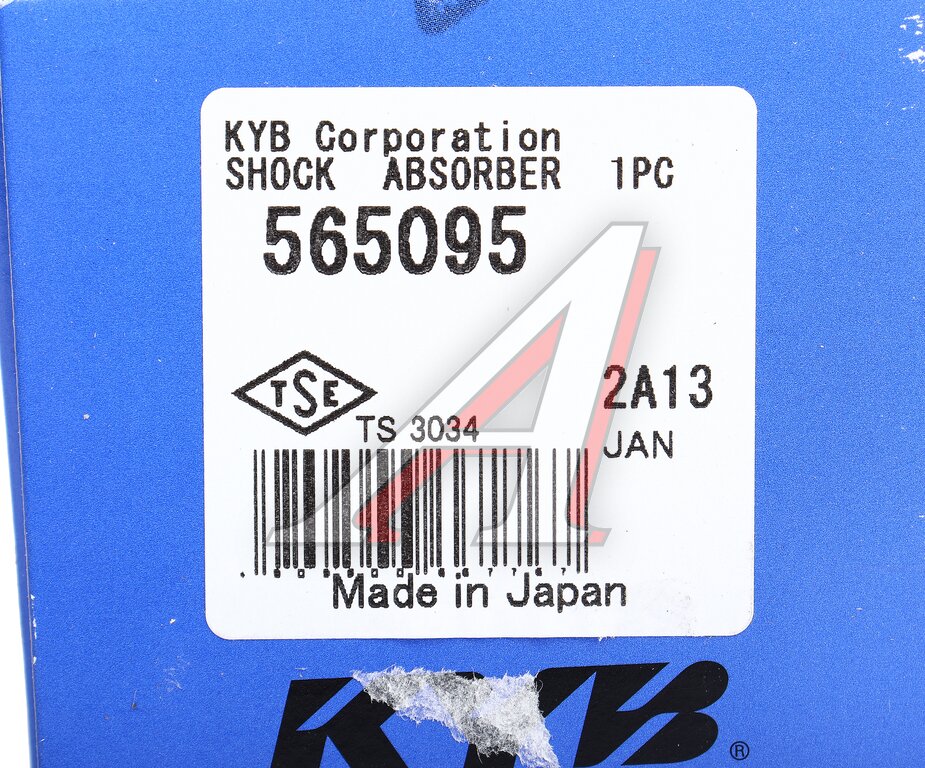 KYB Corporation
SHOCK ABSORBER 1PC
565095
TSE
TS 3034
2A13
JAN
Made in Japan
KYB®